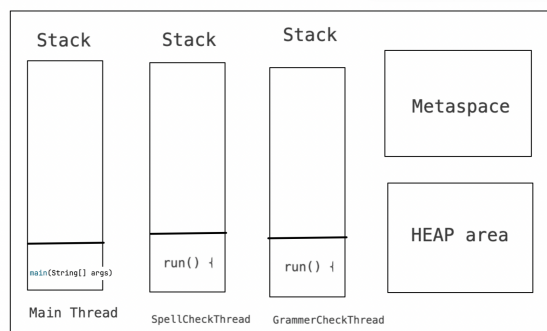 Stack
Stack
Stack
Metaspace
HEAP area
main(String[] args)
run() {
run() {
Main Thread
SpellCheckThread
GrammerCheckThread